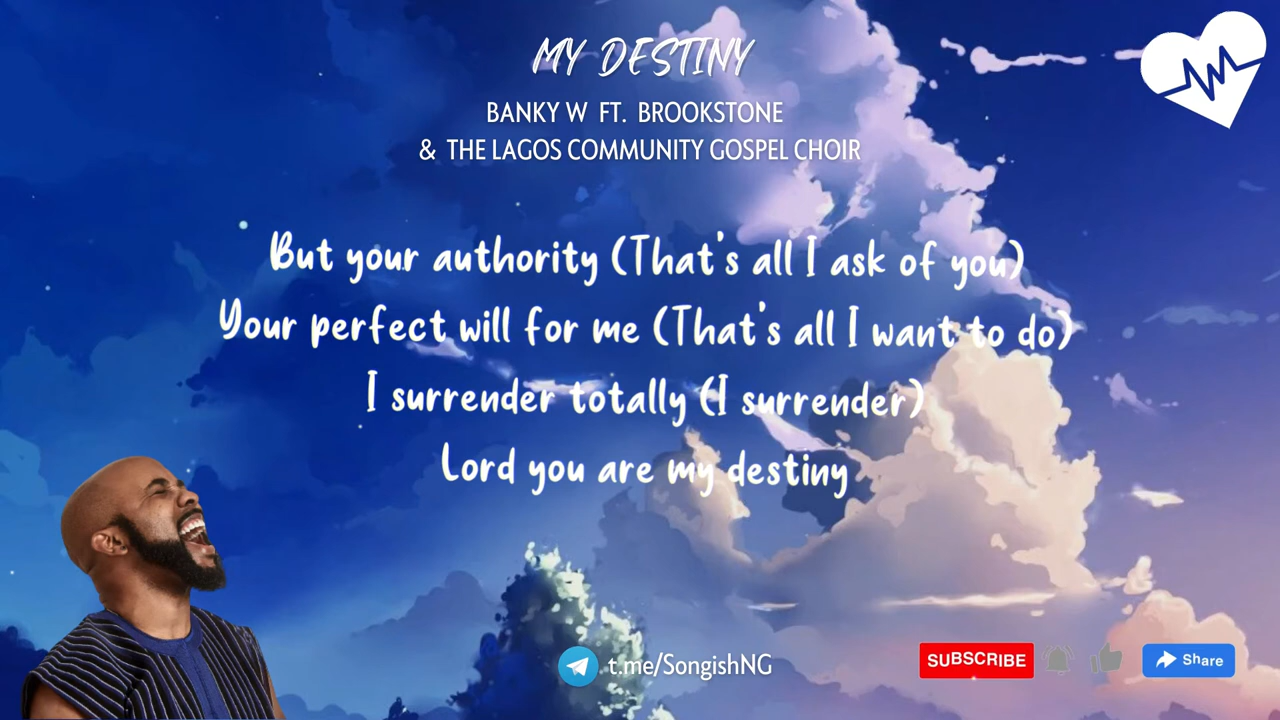 MY DESTINY
BANKY W FT. BROOKSTONE
& THE LAGOS COMMUNITY GOSPEL CHOIR
But your authority (That's all I ask of you)
Your perfect will for me (That's all I want to do)
I surrender totally (I surrender)
Lord you are my destiny
t.me/SongishNG
SUBSCRIBE
Share